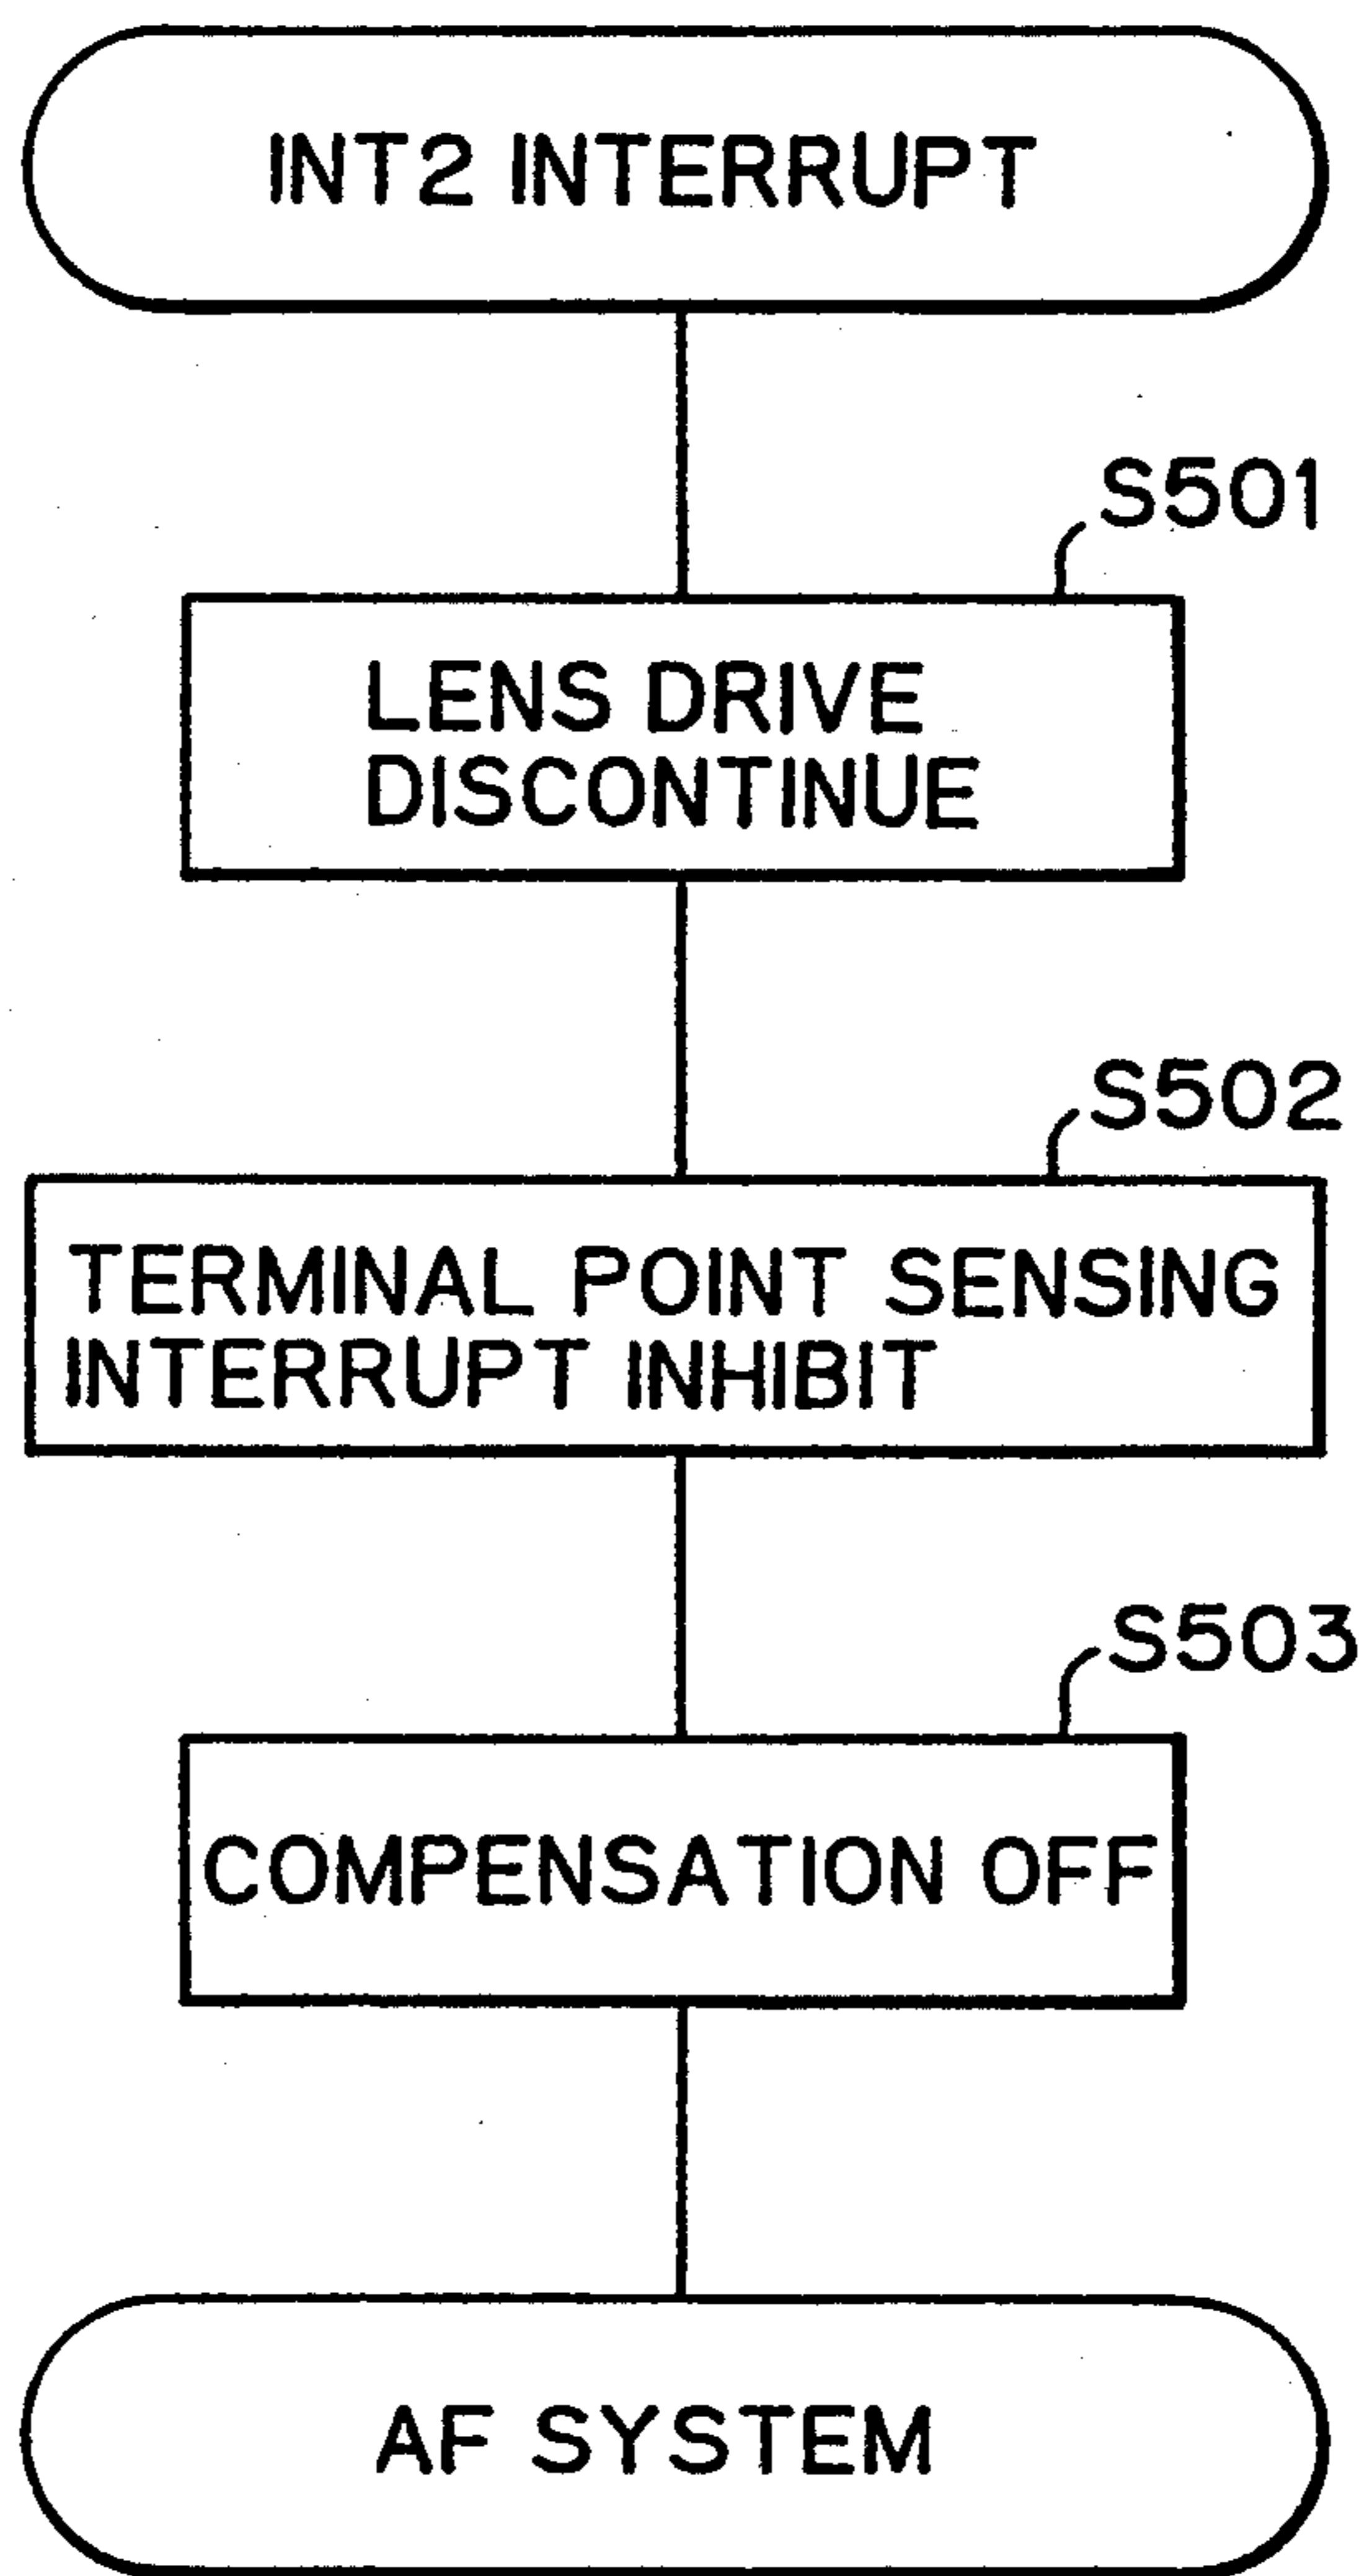 INT2 INTERRUPT
S501
LENS DRIVE
DISCONTINUE
S502
TERMINAL POINT SENSING
INTERRUPT INHIBIT
S503
COMPENSATION OFF
AF SYSTEM